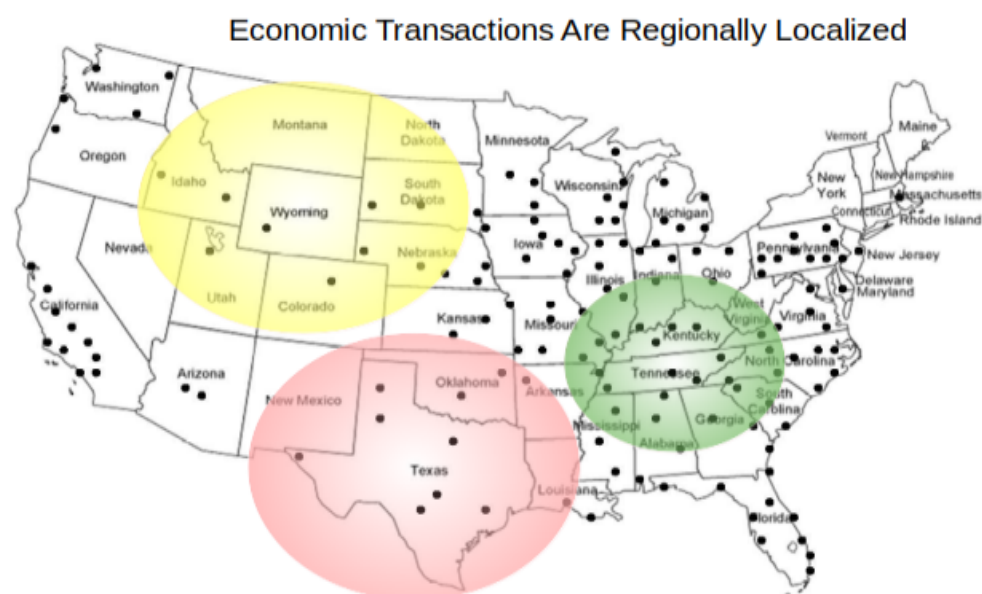 Economic Transactions Are Regionally Localized
Washington
Montana
North
Dakota
Minnesota
Vermont
Maine
Oregon
Idaho
South
Dakota
Wisconsin
New
York
New Hampshire
Massachusetts
Wyoming
Michigan
Connecticut
Rhode Island
Nevada
Iowa
Pennsylvania
New Jersey
Nebraska
Illinois
Indiana
Ohio
Delaware
Maryland
Utah
Colorado
California
Kansas
Missouri
West
Virginia
Virginia
Kentucky
Arizona
Oklahoma
Arkansas
Tennessee
North Carolina
New Mexico
South
Carolina
Mississippi
Alabama
Georgia
Texas
Louisiana
Florida